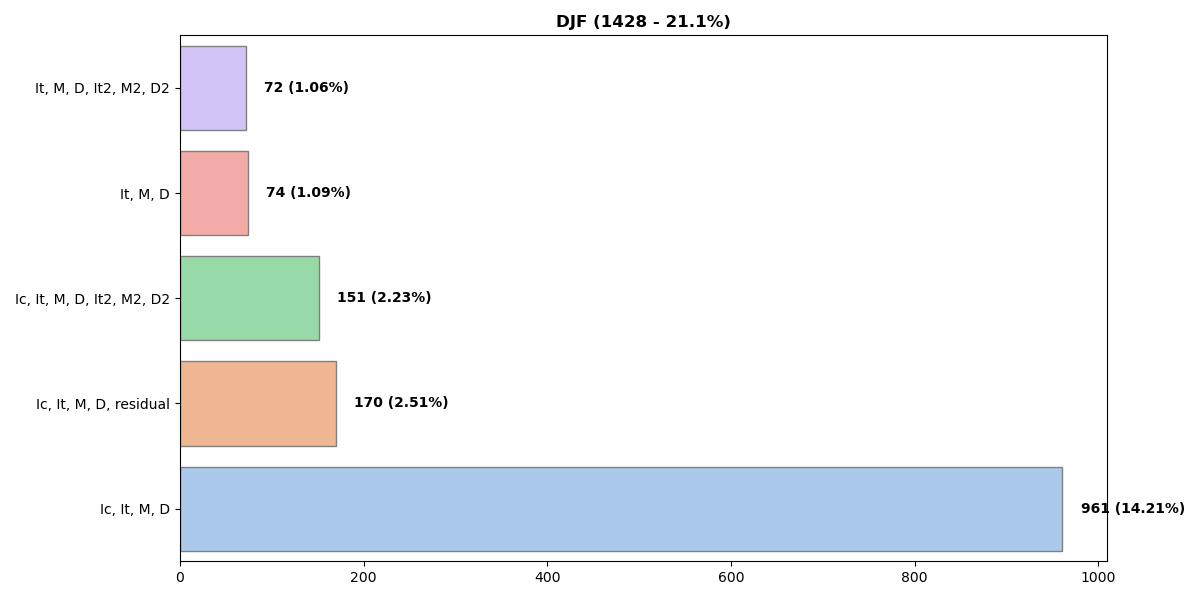 DJF (1428 - 21.1%)
It, M, D, It2, M2, D2
72 (1.06%)
It, M, D
74 (1.09%)
Ic, It, M, D, It2, M2, D2
151 (2.23%)
Ic, It, M, D, residual
170 (2.51%)
Ic, It, M, D
961 (14.21%)
0 200 400 600 800 1000